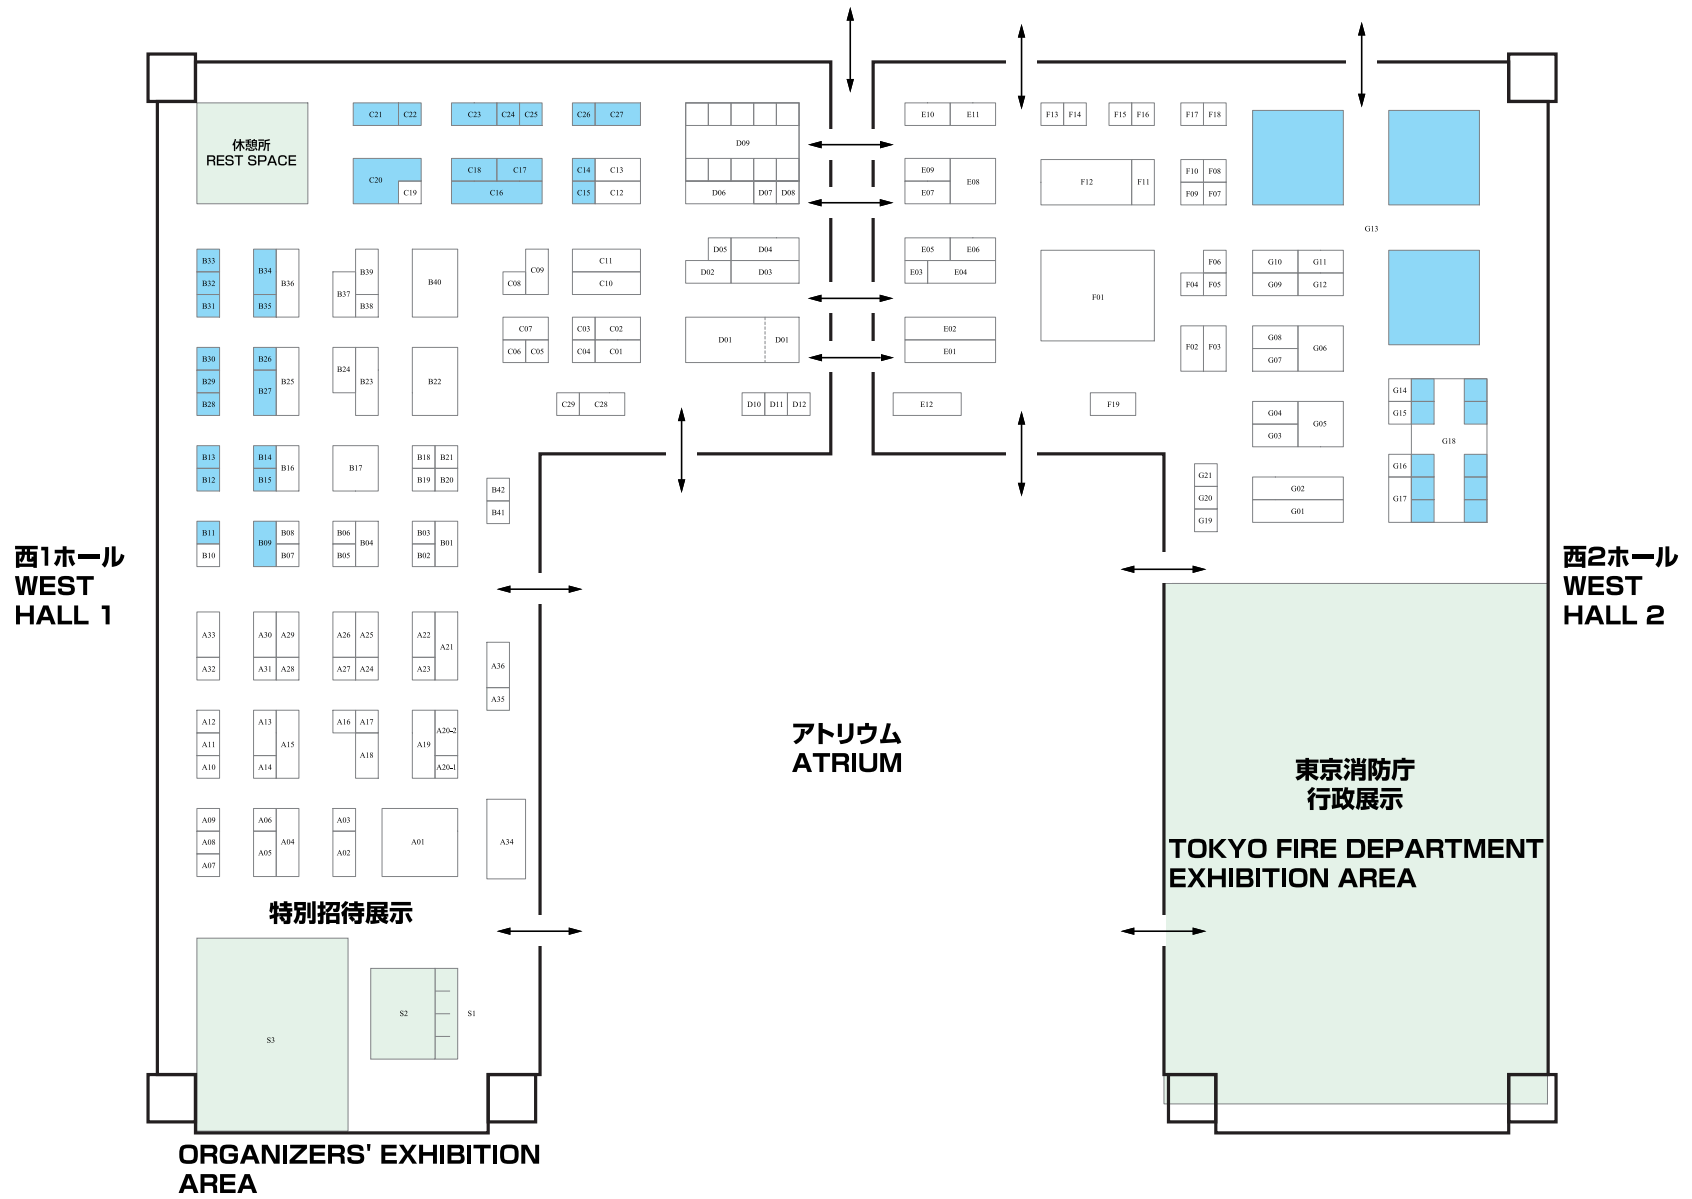 C21 C22 C23 C24 C25 C26 C27
E10 E11 F13 F14 F15 F16 F17 F18
休憩所
REST SPACE
D09
C20 C19 C18 C17 C16 C14 C13 C15 C12
D06 D07 D08
E09 E07 E08 F12 F11 F10 F08 F09 F07
G13
B33 B32 B31 B34 B35 B36 B37 B39 B38 B40
C09 C08 C11 C10
D05 D04 D02 D03
E05 E06 E03 E04
F01
F06 F04 F05
G10 G11 G09 G12
C07 C06 C05 C03 C02 C04 C01
D01 D01
E02 E01
F02 F03
G08 G07 G06
B30 B29 B28 B26 B27 B25 B24 B23 B22
C29 C28
D10 D11 D12
E12
F19
G04 G03 G05
G14 G15 G18 G16 G17
B13 B12 B14 B15 B16 B17 B18 B21 B19 B20
B42 B41
G21 G20 G19
G02 G01
B11 B10 B09 B08 B07 B06 B05 B04 B03 B02 B01
西1ホール
WEST
HALL 1
西2ホール
WEST
HALL 2
A33 A32 A30 A29 A31 A28 A26 A25 A27 A24 A22 A23 A21
A36 A35
A12 A11 A10 A13 A14 A15 A16 A17 A18 A19 A20-2 A20-1
アトリウム
ATRIUM
東京消防庁
行政展示
TOKYO FIRE DEPARTMENT
EXHIBITION AREA
A09 A08 A07 A06 A05 A04 A03 A02 A01 A34
特別招待展示
S3 S2 S1
ORGANIZERS' EXHIBITION
AREA